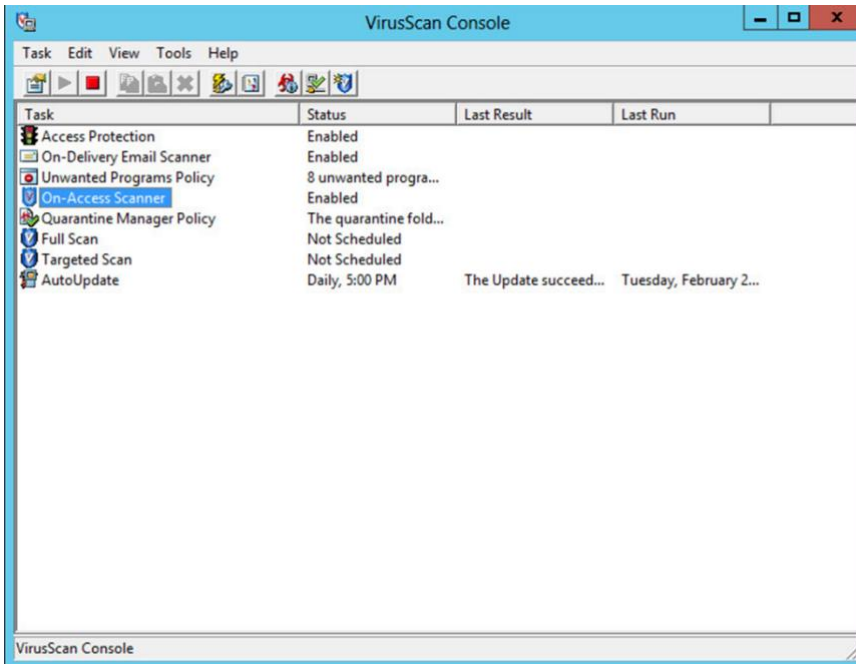 VirusScan Console
Task Edit View Tools Help
Task Status Last Result Last Run
Access Protection Enabled
On-Delivery Email Scanner Enabled
Unwanted Programs Policy 8 unwanted progra...
On-Access Scanner Enabled
Quarantine Manager Policy The quarantine fold...
Full Scan Not Scheduled
Targeted Scan Not Scheduled
AutoUpdate Daily, 5:00 PM The Update succeed... Tuesday, February 2...
VirusScan Console